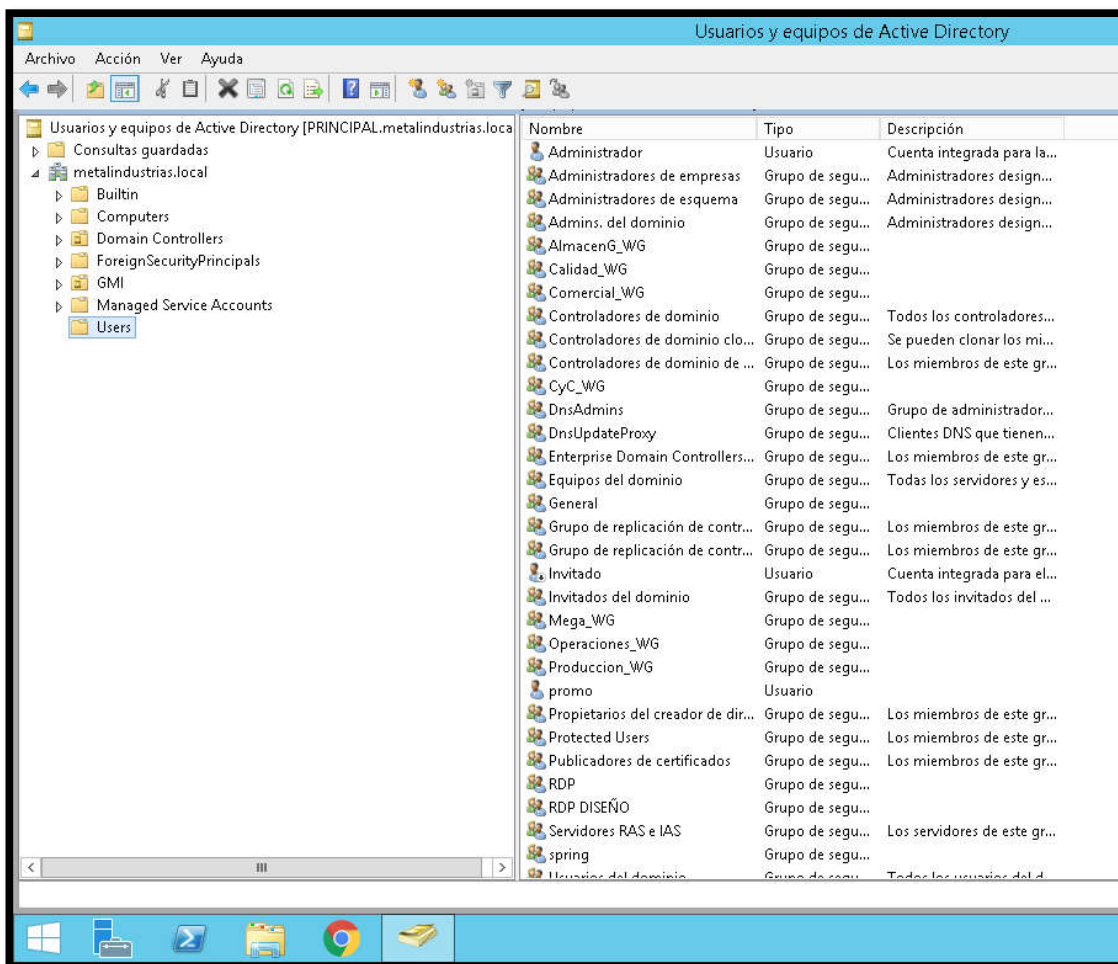 Usuarios y equipos de Active Directory
Archivo Acción Ver Ayuda
Usuarios y equipos de Active Directory [PRINCIPAL.metalindustrias.loca
Consultas guardadas
metalindustrias.local
Builtin
Computers
Domain Controllers
ForeignSecurityPrincipals
GMI
Managed Service Accounts
Users
Nombre Tipo Descripción
Administrador Usuario Cuenta integrada para la...
Administradores de empresas Grupo de segu... Administradores design...
Administradores de esquema Grupo de segu... Administradores design...
Admins. del dominio Grupo de segu... Administradores design...
AlmacenG_WG Grupo de segu...
Calidad_WG Grupo de segu...
Comercial_WG Grupo de segu...
Controladores de dominio Grupo de segu... Todos los controladores...
Controladores de dominio clo... Grupo de segu... Se pueden clonar los mi...
Controladores de dominio de ... Grupo de segu... Los miembros de este gr...
CyC_WG Grupo de segu...
DnsAdmins Grupo de segu... Grupo de administrador...
DnsUpdateProxy Grupo de segu... Clientes DNS que tienen...
Enterprise Domain Controllers... Grupo de segu... Los miembros de este gr...
Equipos del dominio Grupo de segu... Todas los servidores y es...
General Grupo de segu...
Grupo de replicación de contr... Grupo de segu... Los miembros de este gr...
Grupo de replicación de contr... Grupo de segu... Los miembros de este gr...
Invitado Usuario Cuenta integrada para el...
Invitados del dominio Grupo de segu... Todos los invitados del ...
Mega_WG Grupo de segu...
Operaciones_WG Grupo de segu...
Produccion_WG Grupo de segu...
promo Usuario
Propietarios del creador de dir... Grupo de segu... Los miembros de este gr...
Protected Users Grupo de segu... Los miembros de este gr...
Publicadores de certificados Grupo de segu... Los miembros de este gr...
RDP Grupo de segu...
RDP DISEÑO Grupo de segu...
Servidores RAS e IAS Grupo de segu... Los servidores de este gr...
spring Grupo de segu...
Usuarios del dominio Grupo de segu... Todos los usuarios del d...